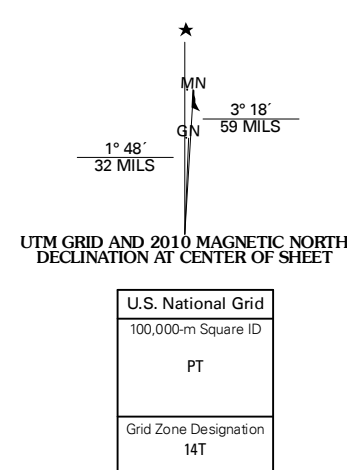 MN
3° 18´
59 MILS
GN
1° 48´
32 MILS
UTM GRID AND 2010 MAGNETIC NORTH
DECLINATION AT CENTER OF SHEET
U.S. National Grid
100,000-m Square ID
PT
Grid Zone Designation
14T